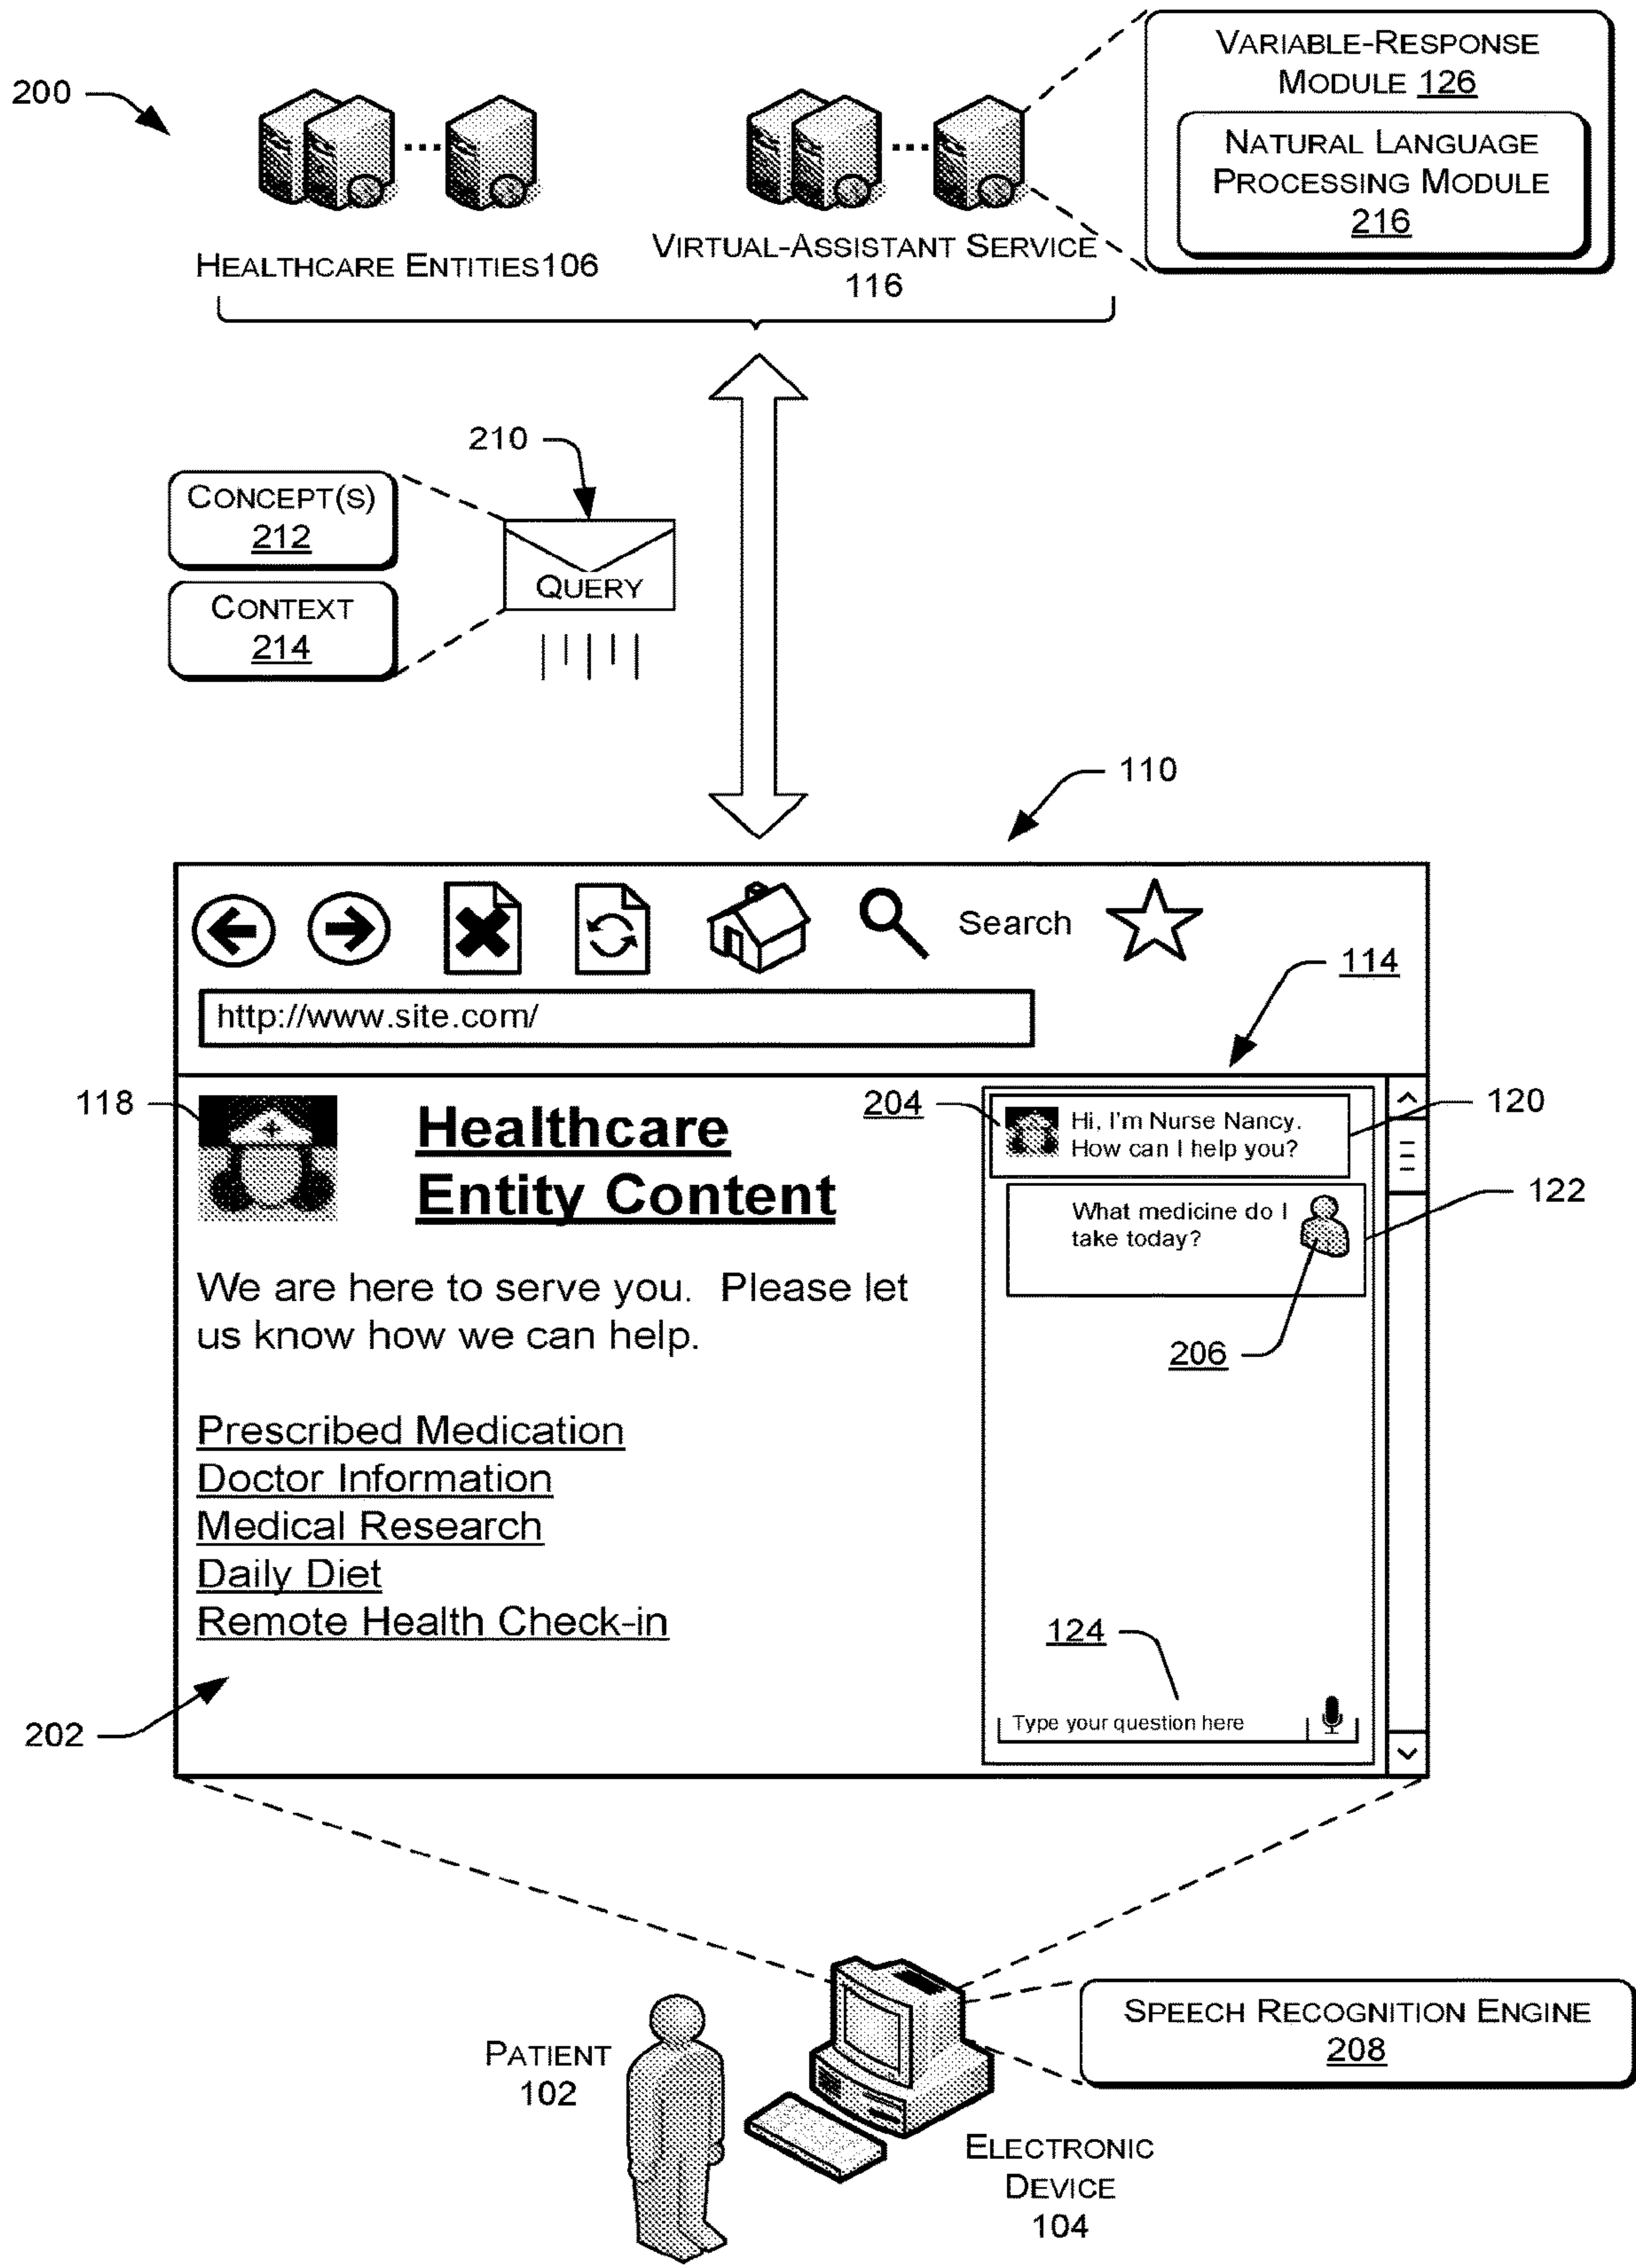 200
VARIABLE-RESPONSE
MODULE 126
NATURAL LANGUAGE
PROCESSING MODULE
216
HEALTHCARE ENTITIES106
VIRTUAL-ASSISTANT SERVICE
116
210
CONCEPT(S)
212
CONTEXT
214
QUERY
110
Search
114
http://www.site.com/
118
Healthcare
Entity Content
We are here to serve you.  Please let
us know how we can help.
Prescribed Medication
Doctor Information
Medical Research
Daily Diet
Remote Health Check-in
202
204
Hi, I'm Nurse Nancy.
How can I help you?
120
What medicine do I
take today?
122
206
124
Type your question here
PATIENT
102
ELECTRONIC
DEVICE
104
SPEECH RECOGNITION ENGINE
208